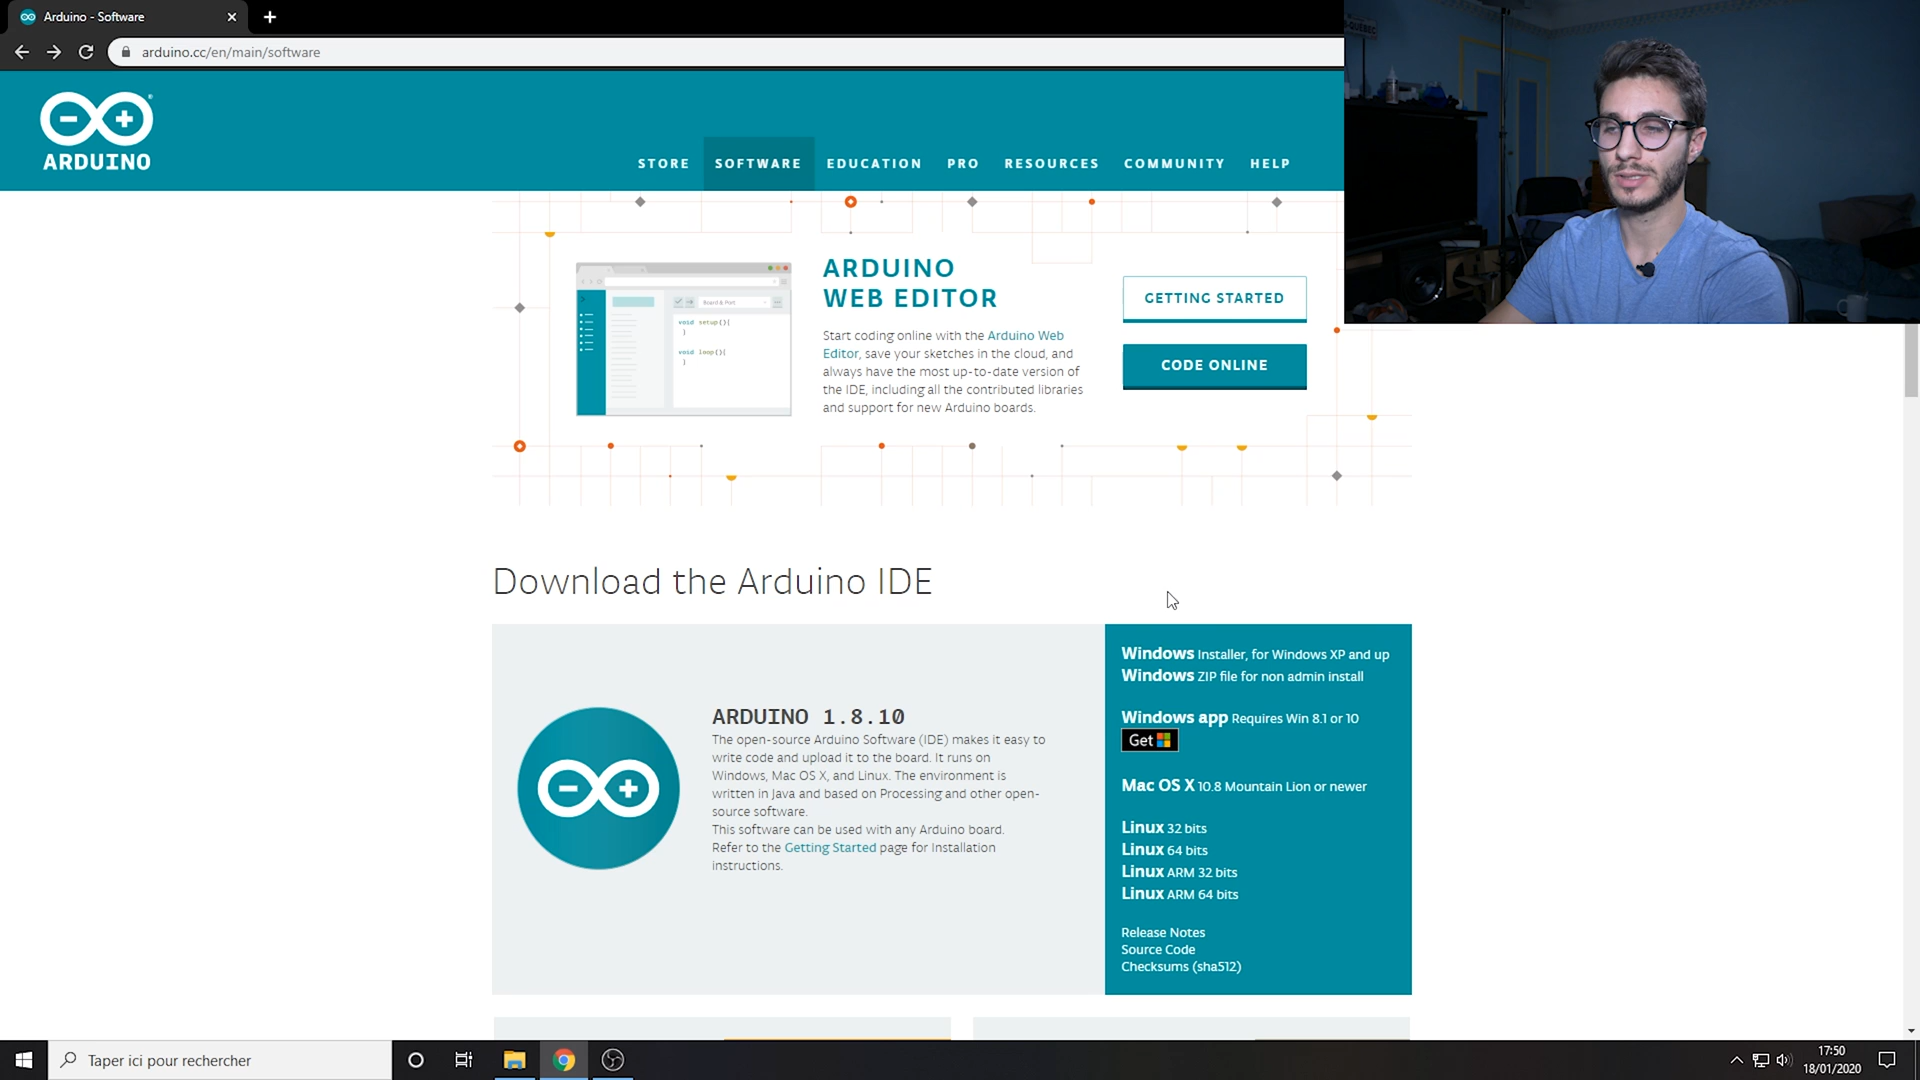 Arduino - Software
arduino.cc/en/main/software
ARDUINO
STORE SOFTWARE EDUCATION PRO RESOURCES COMMUNITY HELP
ARDUINO
WEB EDITOR
Start coding online with the Arduino Web
Editor, save your sketches in the cloud, and
always have the most up-to-date version of
the IDE, including all the contributed libraries
and support for new Arduino boards.
GETTING STARTED
CODE ONLINE
Board & Port
void setup(){
}
void loop(){
}
Download the Arduino IDE
ARDUINO 1.8.10
The open-source Arduino Software (IDE) makes it easy to
write code and upload it to the board. It runs on
Windows, Mac OS X, and Linux. The environment is
written in Java and based on Processing and other open-
source software.
This software can be used with any Arduino board.
Refer to the Getting Started page for Installation
instructions.
Windows Installer, for Windows XP and up
Windows ZIP file for non admin install
Windows app Requires Win 8.1 or 10
Get
Mac OS X 10.8 Mountain Lion or newer
Linux 32 bits
Linux 64 bits
Linux ARM 32 bits
Linux ARM 64 bits
Release Notes
Source Code
Checksums (sha512)
Taper ici pour rechercher
17:50
18/01/2020